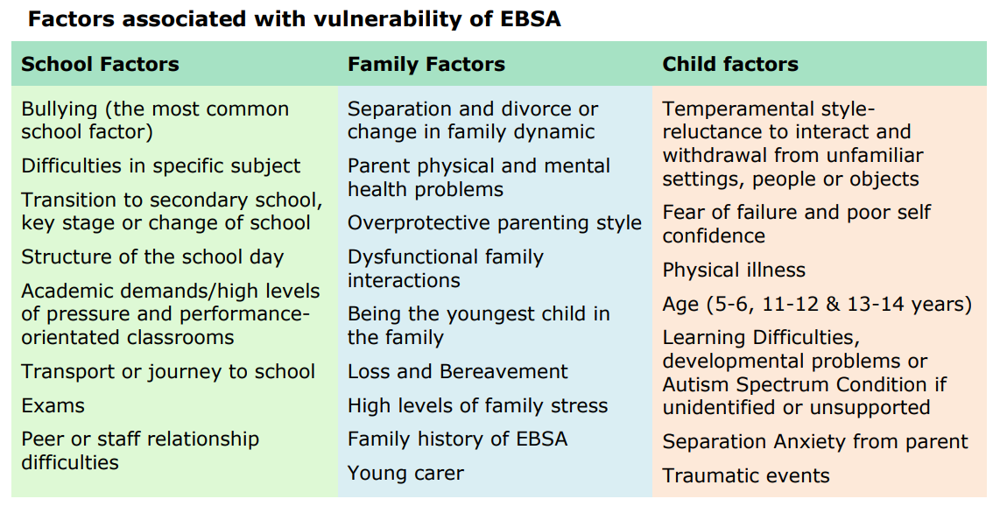 Factors associated with vulnerability of EBSA
School Factors
Bullying (the most common
school factor)
Difficulties in specific subject
Transition to secondary school,
key stage or change of school
Structure of the school day
Academic demands/high levels
of pressure and performance-
orientated classrooms
Transport or journey to school
Exams
Peer or staff relationship
difficulties
Family Factors
Separation and divorce or
change in family dynamic
Parent physical and mental
health problems
Overprotective parenting style
Dysfunctional family
interactions
Being the youngest child in
the family
Loss and Bereavement
High levels of family stress
Family history of EBSA
Young carer
Child factors
Temperamental style-
reluctance to interact and
withdrawal from unfamiliar
settings, people or objects
Fear of failure and poor self
confidence
Physical illness
Age (5-6, 11-12 & 13-14 years)
Learning Difficulties,
developmental problems or
Autism Spectrum Condition if
unidentified or unsupported
Separation Anxiety from parent
Traumatic events